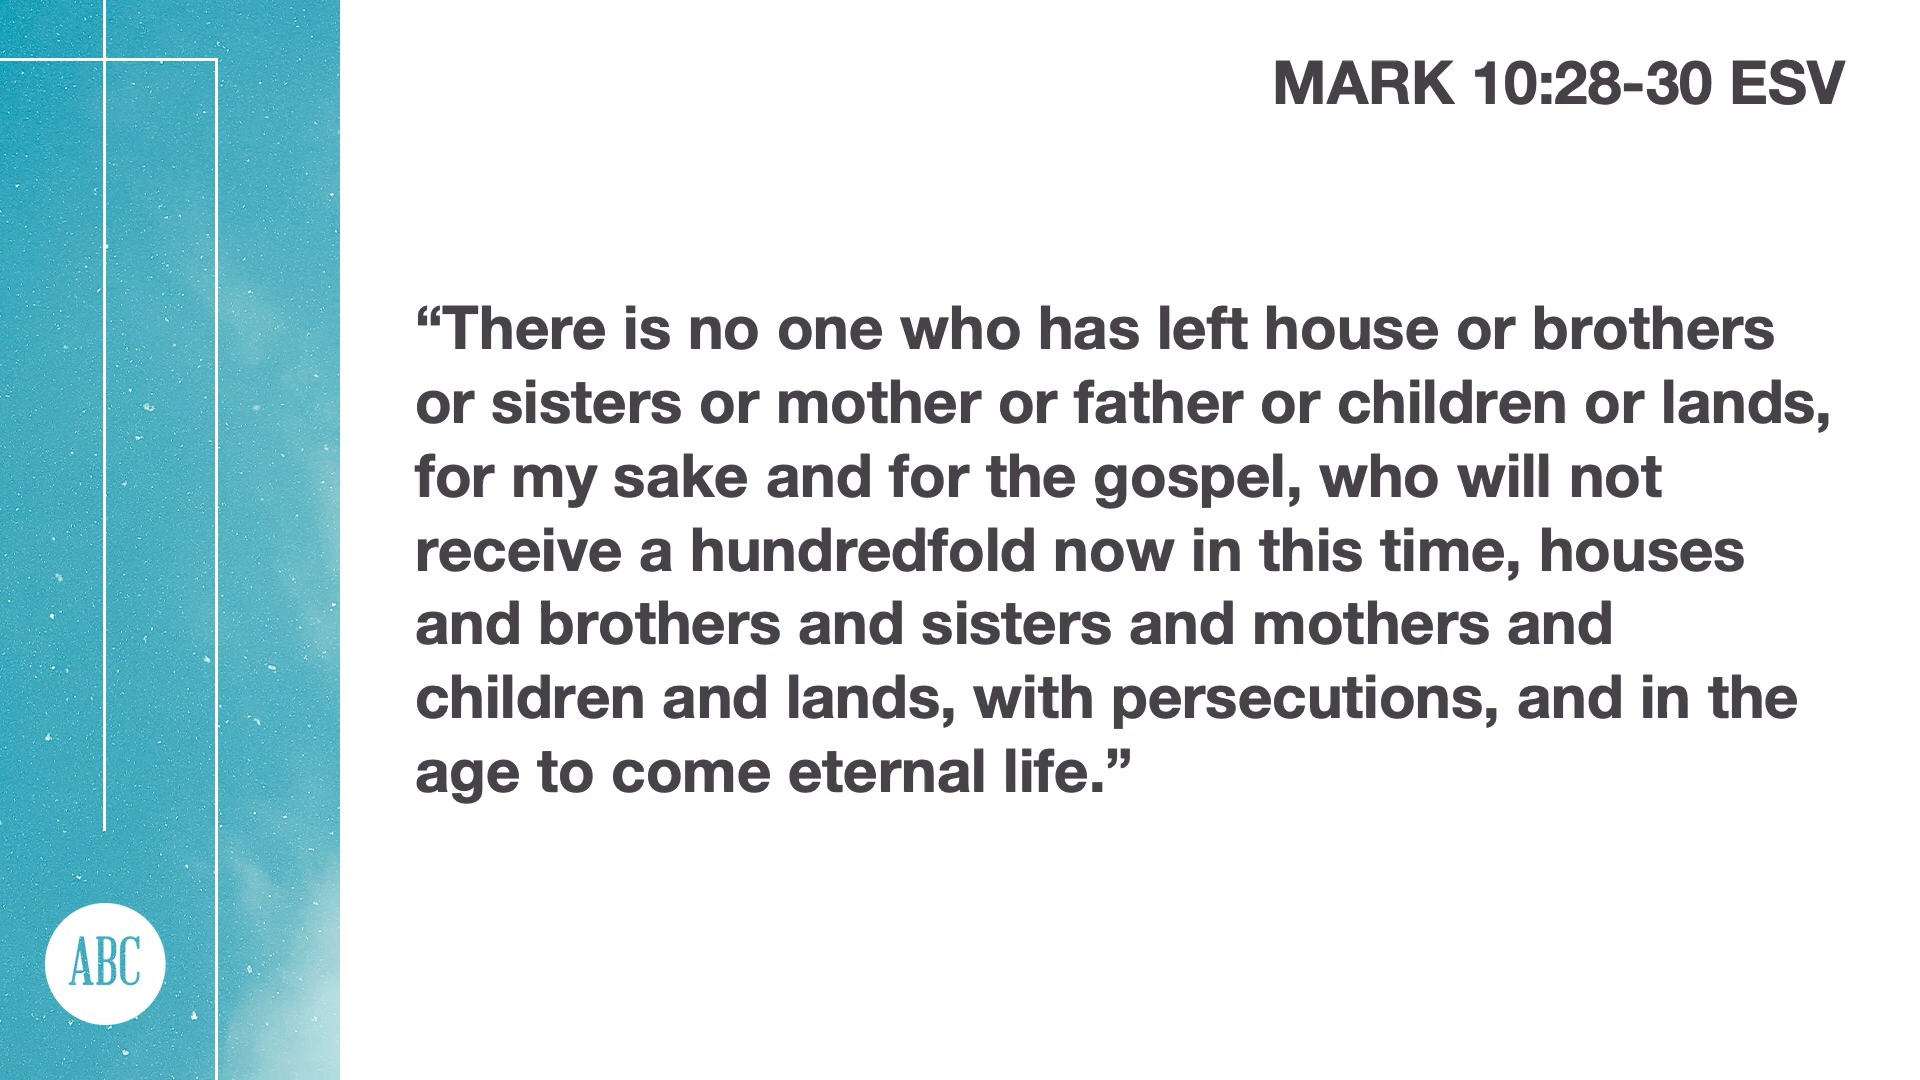 MARK 10:28-30 ESV
“There is no one who has left house or brothers
or sisters or mother or father or children or lands,
for my sake and for the gospel, who will not
receive a hundredfold now in this time, houses
and brothers and sisters and mothers and
children and lands, with persecutions, and in the
age to come eternal life.”
ABC